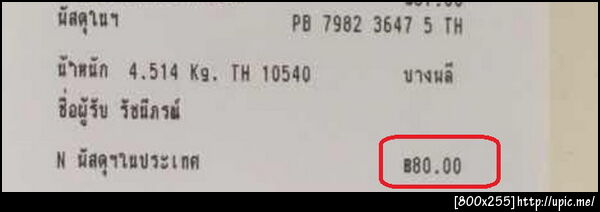 พัสดุในฯ PB 7982 3647 5 TH
น้ำหนัก 4.514 Kg. TH 10540 บางพลี
ชื่อผู้รับ รัชนีภรณ์
N พัสดุฯในประเทศ ฿80.00
[800x255]http://upic.me/